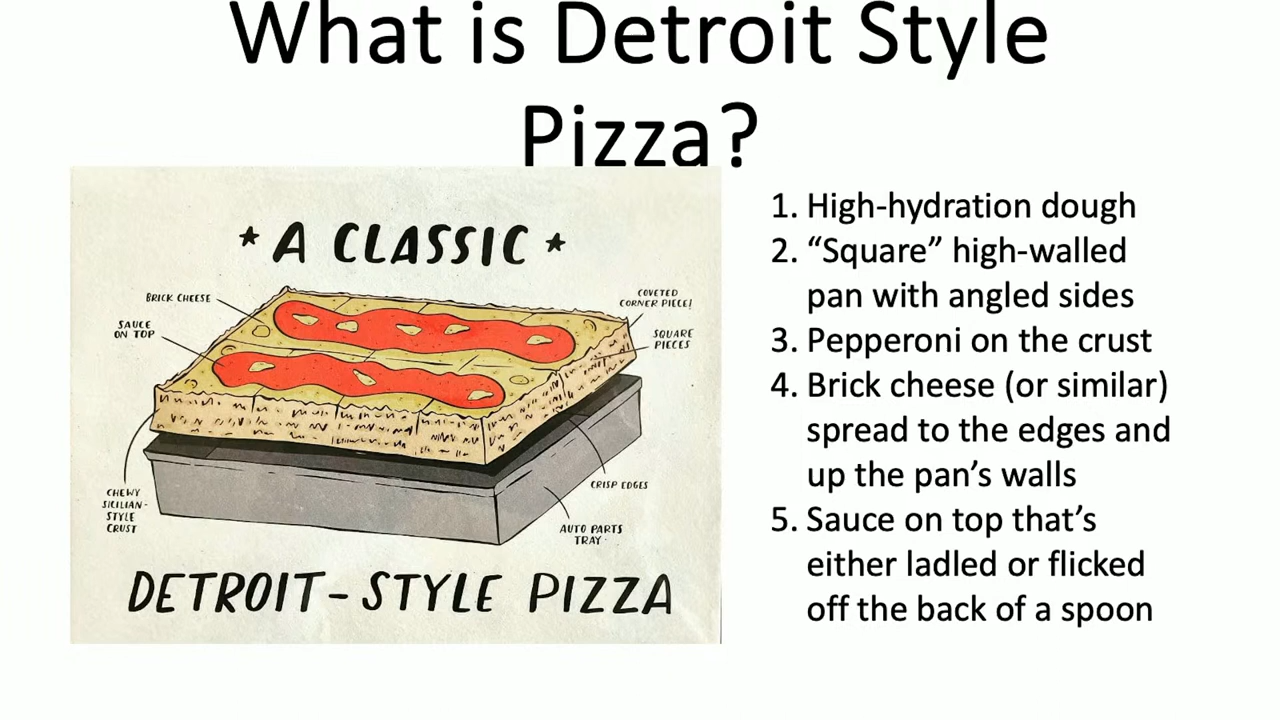 What is Detroit Style
Pizza?
* A CLASSIC *
BRICK CHEESE
SAUCE
ON TOP
COVETED
CORNER PIECE!
SQUARE
PIECES
CHEWY
SICILIAN-
STYLE
CRUST
CRISP EDGES
AUTO PARTS
TRAY
DETROIT-STYLE PIZZA
1. High-hydration dough
2. “Square” high-walled
pan with angled sides
3. Pepperoni on the crust
4. Brick cheese (or similar)
spread to the edges and
up the pan’s walls
5. Sauce on top that’s
either ladled or flicked
off the back of a spoon